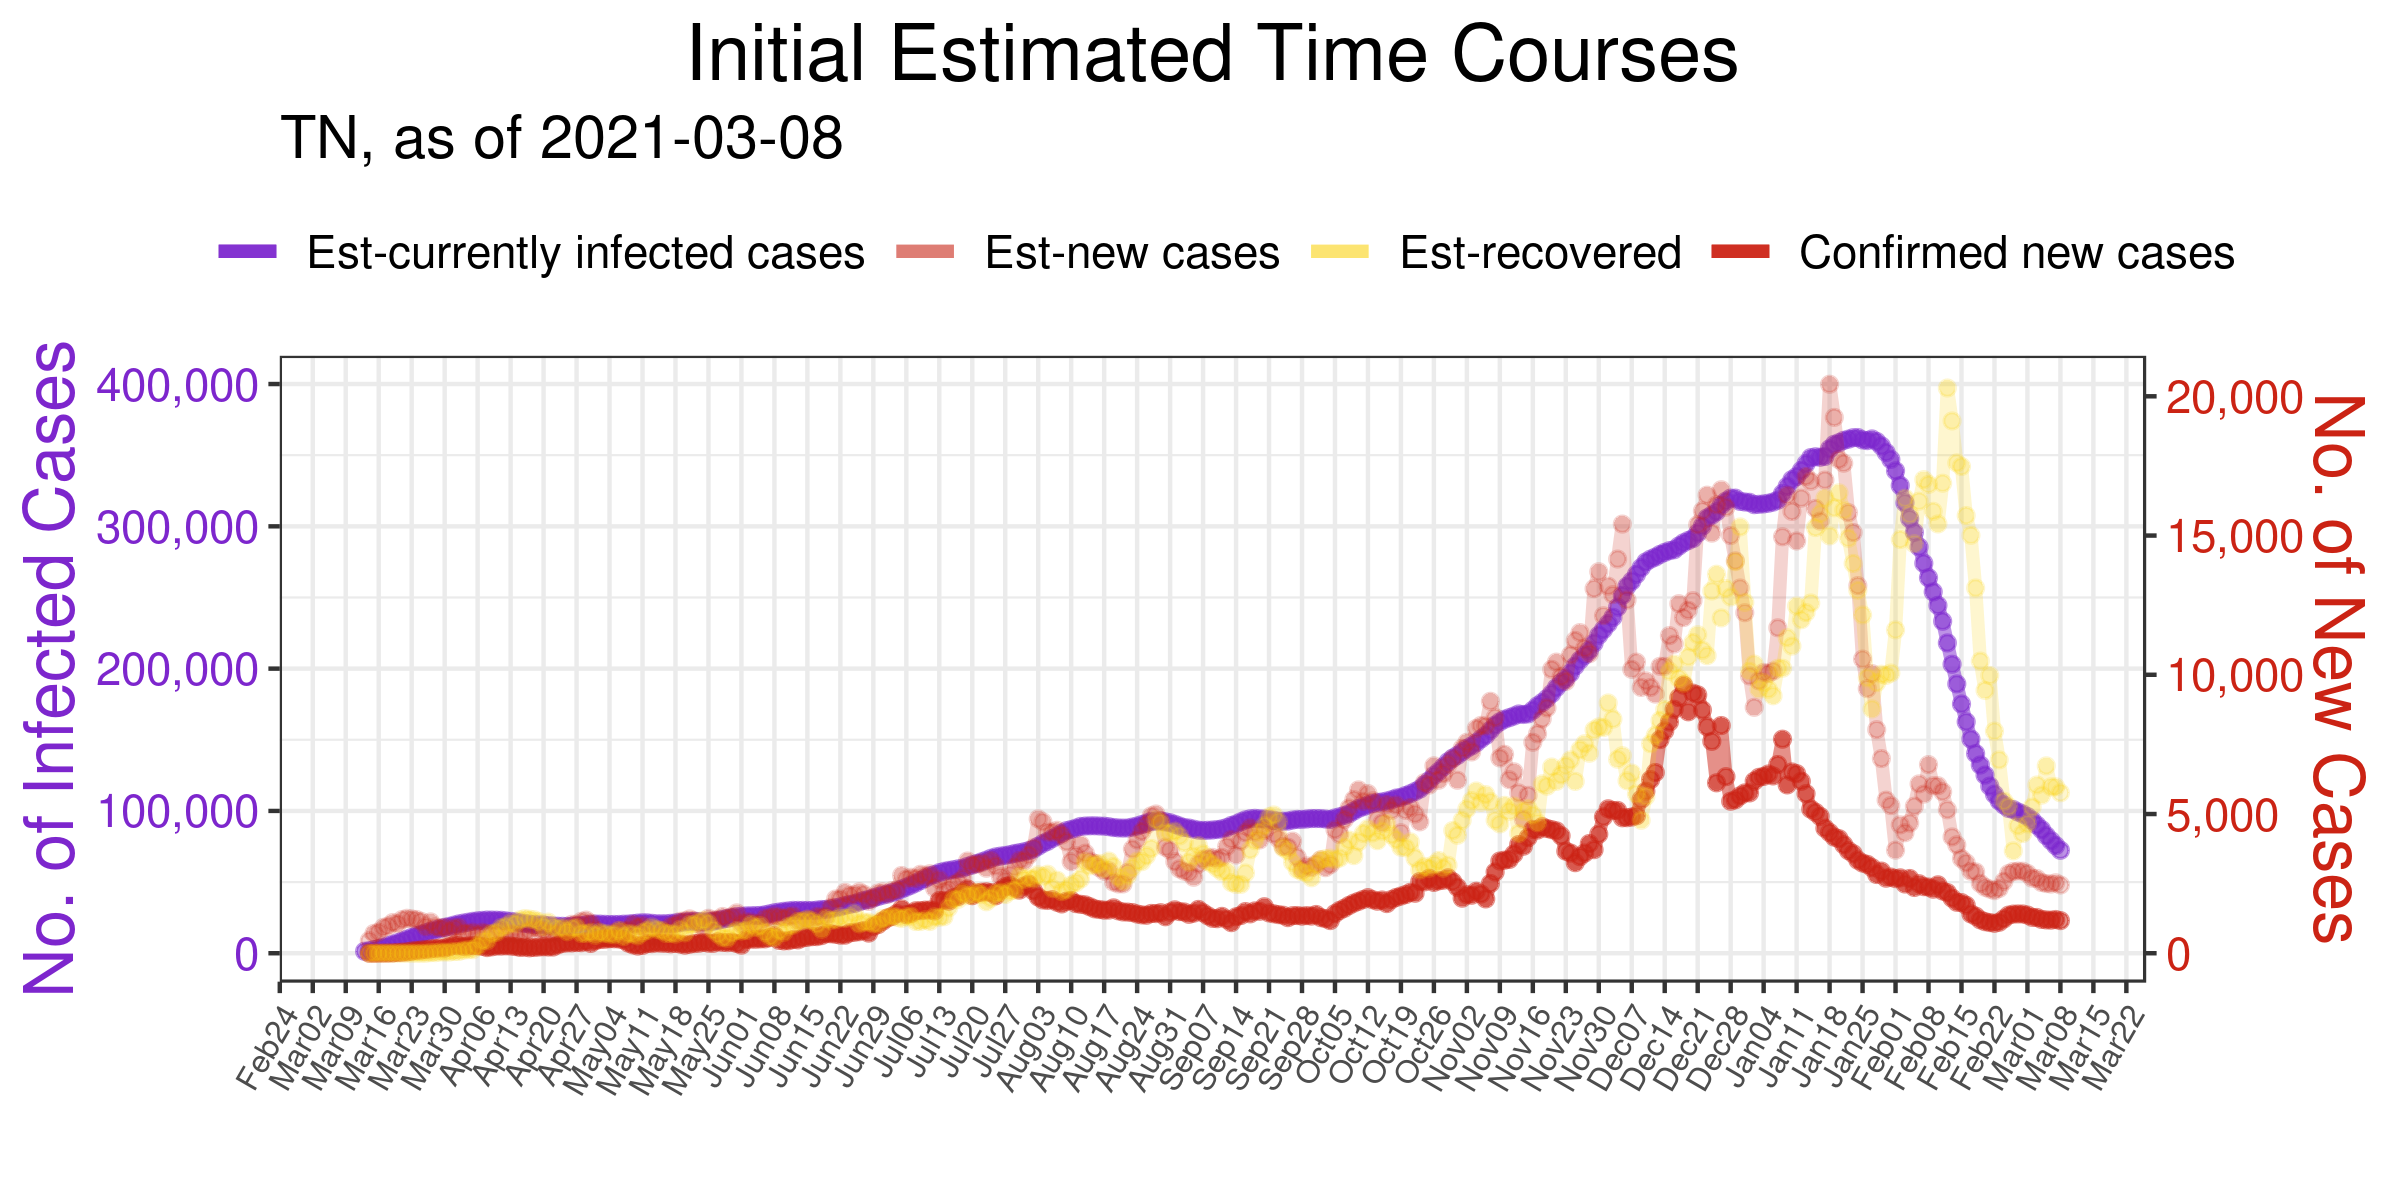 Initial Estimated Time Courses
TN, as of 2021-03-08
Est-currently infected cases Est-new cases Est-recovered Confirmed new cases
No. of Infected Cases
400,000
300,000
200,000
100,000
0
20,000
15,000
10,000
5,000
0
No. of New Cases
Feb24 Mar02 Mar09 Mar16 Mar23 Mar30 Apr06 Apr13 Apr20 Apr27 May04 May11 May18 May25 Jun01 Jun08 Jun15 Jun22 Jun29 Jul06 Jul13 Jul20 Jul27 Aug03 Aug10 Aug17 Aug24 Aug31 Sep07 Sep14 Sep21 Sep28 Oct05 Oct12 Oct19 Oct26 Nov02 Nov09 Nov16 Nov23 Nov30 Dec07 Dec14 Dec21 Dec28 Jan04 Jan11 Jan18 Jan25 Feb01 Feb08 Feb15 Feb22 Mar01 Mar08 Mar15 Mar22